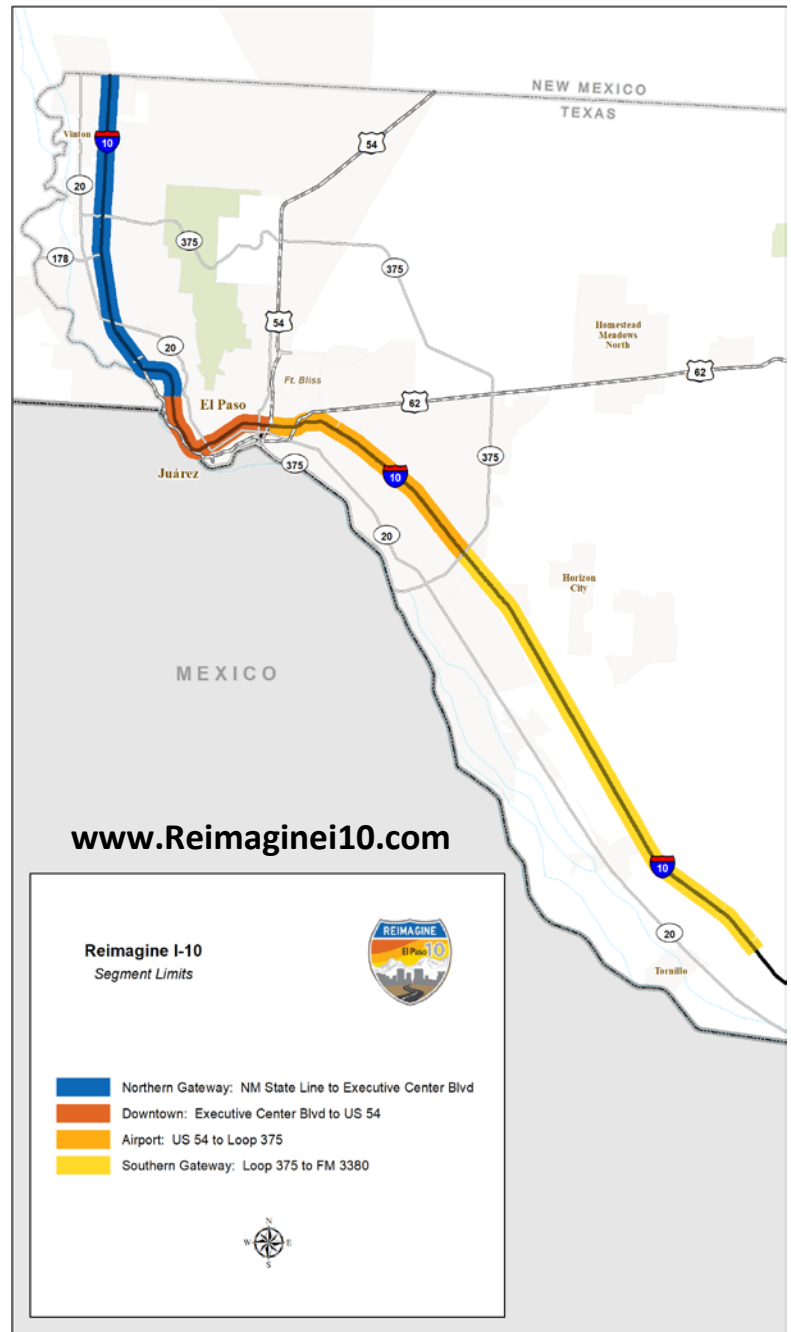 NEW MEXICO
TEXAS
Vinton
10
54
20
375
178
375
54
20
Homestead
Meadows
North
Ft. Bliss
62
62
El Paso
375
Juárez
375
10
20
Horizon
City
MEXICO
www.Reimaginei10.com
10
20
Tornillo
Reimagine I-10
Segment Limits
REIMAGINE
El Paso 10
Northern Gateway: NM State Line to Executive Center Blvd
Downtown: Executive Center Blvd to US 54
Airport: US 54 to Loop 375
Southern Gateway: Loop 375 to FM 3380
N
W E
S